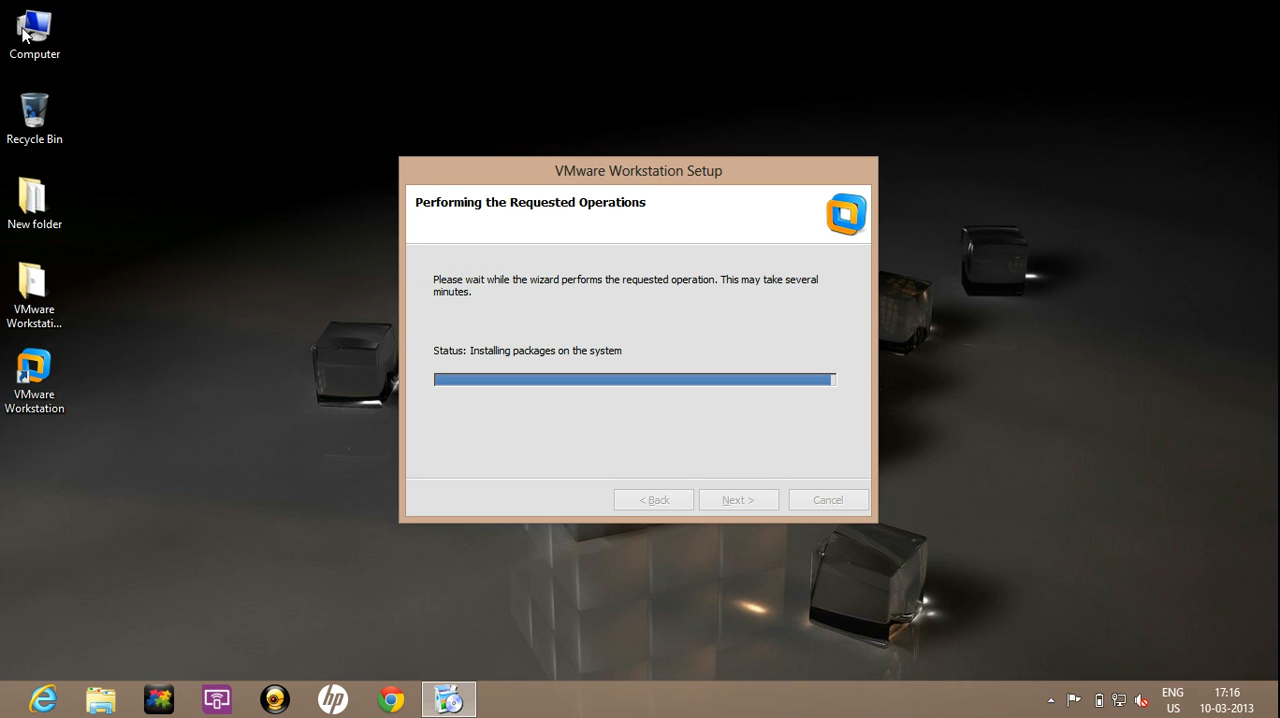 Computer
Recycle Bin
New folder
VMware
Workstati...
VMware
Workstation
VMware Workstation Setup
Performing the Requested Operations
Please wait while the wizard performs the requested operation. This may take several
minutes.
Status: Installing packages on the system
< Back
Next >
Cancel
hp
ENG
US
17:16
10-03-2013